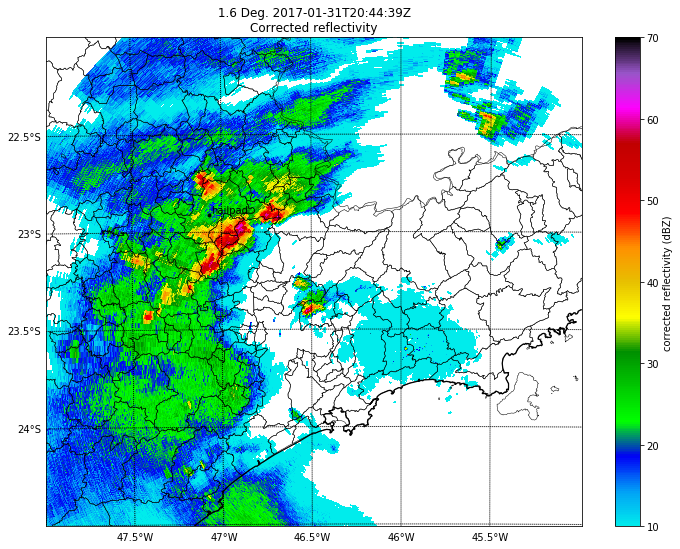 1.6 Deg. 2017-01-31T20:44:39Z
Corrected reflectivity
22.5°S
23°S
23.5°S
24°S
47.5°W 47°W 46.5°W 46°W 45.5°W
hailpad
70
60
50
40
30
20
10
corrected reflectivity (dBZ)